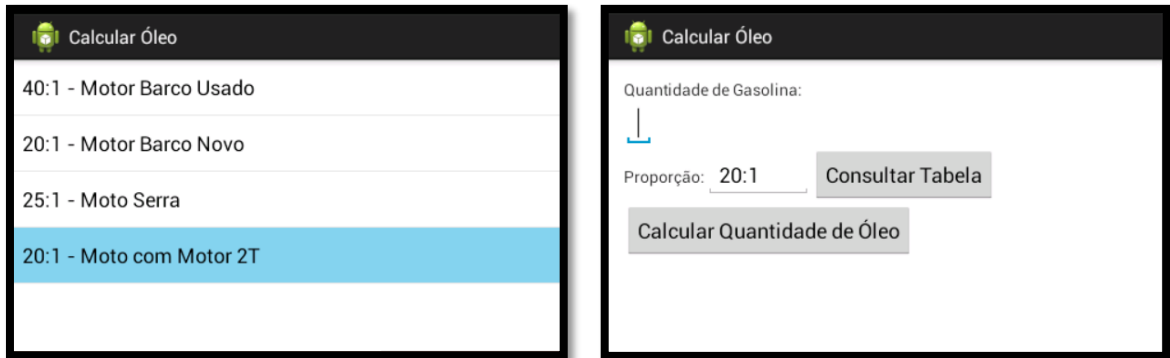 Calcular Óleo
40:1 - Motor Barco Usado
20:1 - Motor Barco Novo
25:1 - Moto Serra
20:1 - Moto com Motor 2T
Calcular Óleo
Quantidade de Gasolina:
Proporção: 20:1 Consultar Tabela
Calcular Quantidade de Óleo